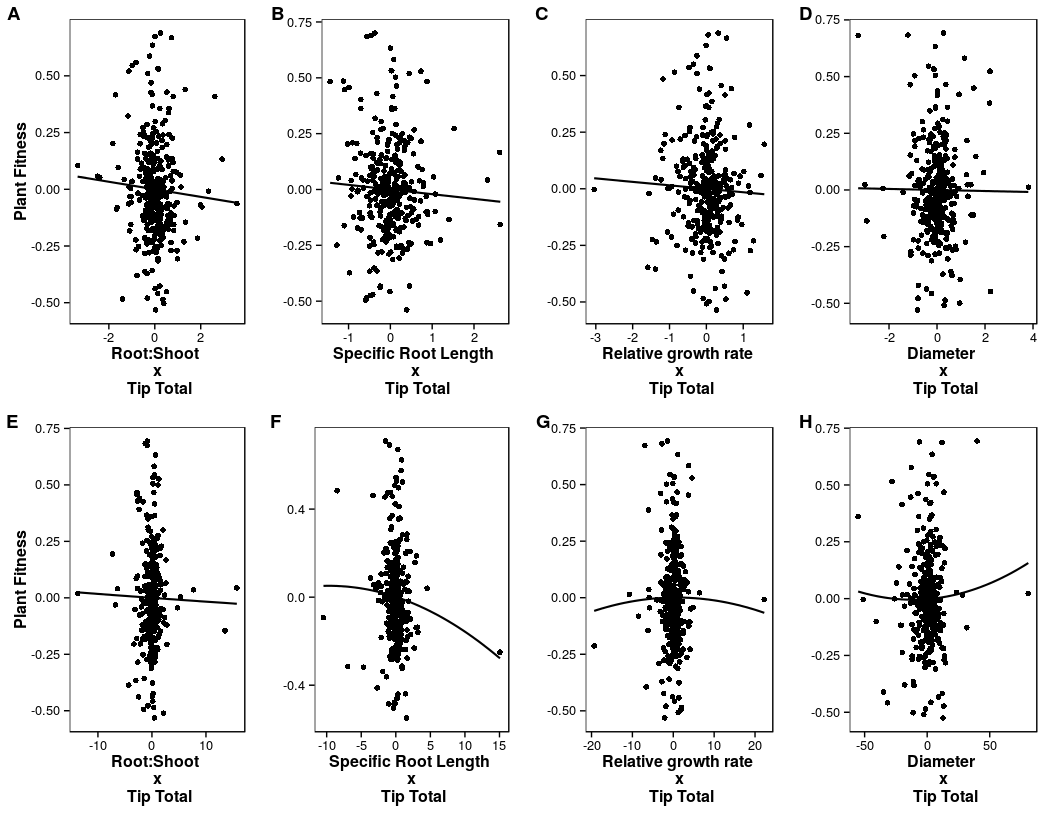 A
B
C
D
Plant Fitness
0.50
0.25
0.00
-0.25
-0.50
-2
0
2
Root:Shoot
x
Tip Total
0.75
0.50
0.25
0.00
-0.25
-0.50
-1
0
1
2
Specific Root Length
x
Tip Total
0.50
0.25
0.00
-0.25
-0.50
-3
-2
-1
0
1
Relative growth rate
x
Tip Total
0.75
0.50
0.25
0.00
-0.25
-0.50
-2
0
2
4
Diameter
x
Tip Total
E
F
G
H
Plant Fitness
0.75
0.50
0.25
0.00
-0.25
-0.50
-10
0
10
Root:Shoot
x
Tip Total
0.4
0.0
-0.4
-10
-5
0
5
10
15
Specific Root Length
x
Tip Total
0.75
0.50
0.25
0.00
-0.25
-0.50
-20
-10
0
10
20
Relative growth rate
x
Tip Total
0.75
0.50
0.25
0.00
-0.25
-0.50
-50
0
50
Diameter
x
Tip Total